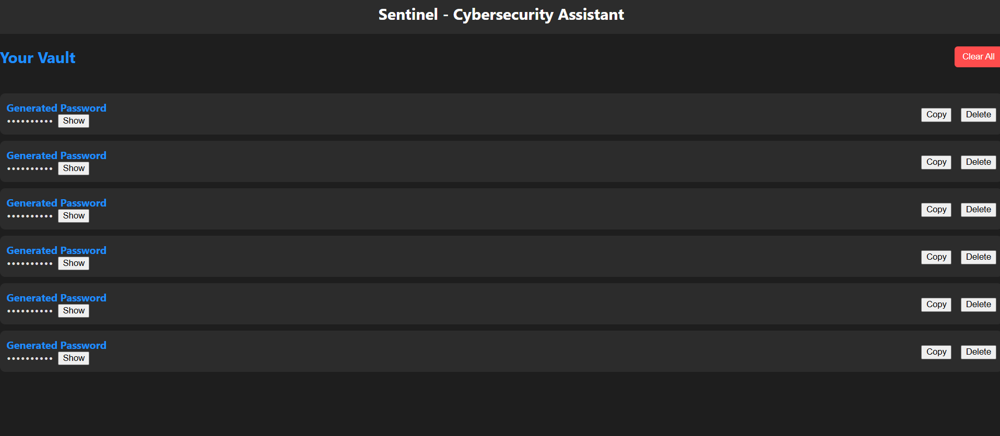 Sentinel - Cybersecurity Assistant
Your Vault
Clear All
Generated Password
•••••••••• Show
Copy Delete
Generated Password
•••••••••• Show
Copy Delete
Generated Password
•••••••••• Show
Copy Delete
Generated Password
•••••••••• Show
Copy Delete
Generated Password
•••••••••• Show
Copy Delete
Generated Password
•••••••••• Show
Copy Delete